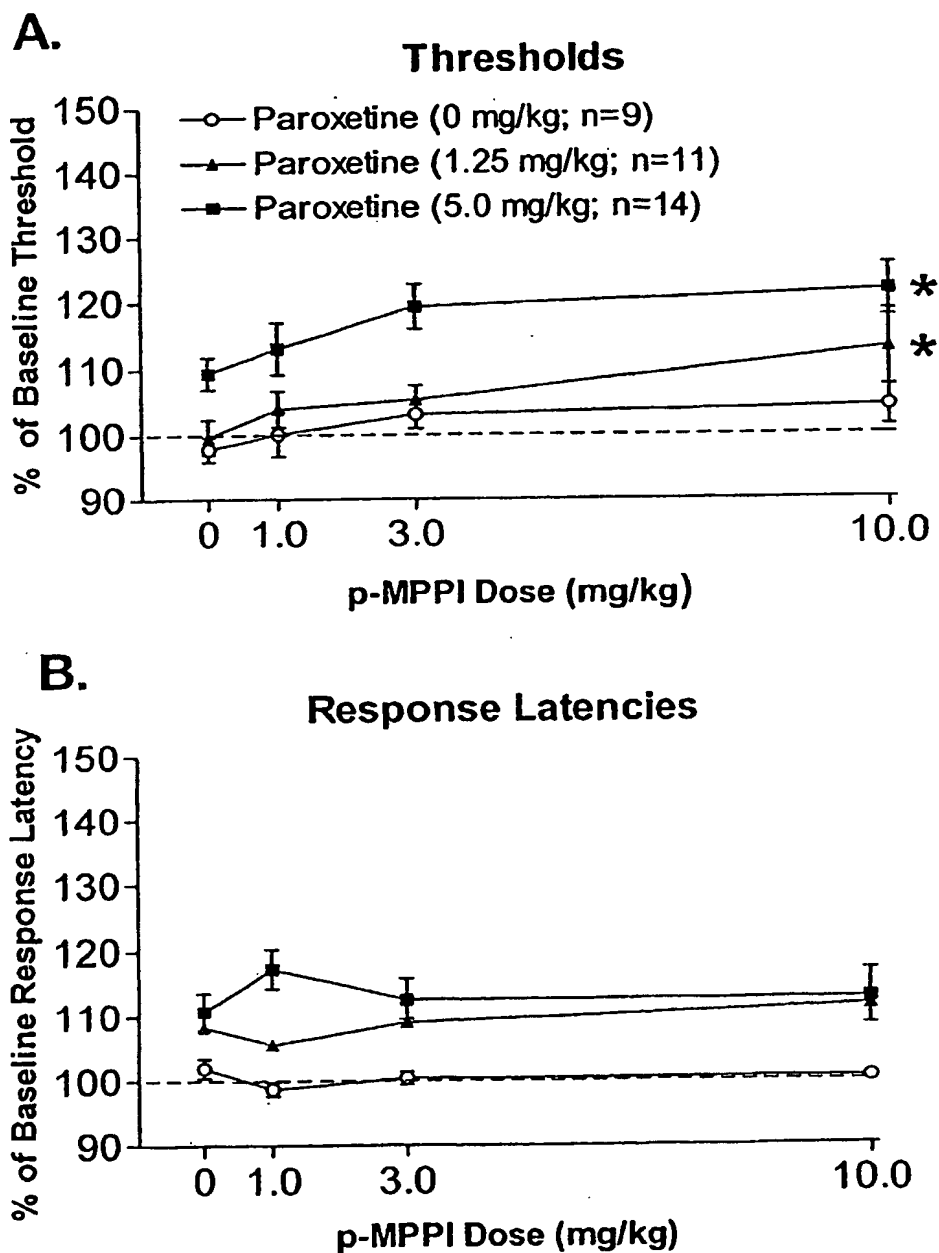 A.
Thresholds
% of Baseline Threshold
150
140
130
120
110
100
90
Paroxetine (0 mg/kg; n=9)
Paroxetine (1.25 mg/kg; n=11)
Paroxetine (5.0 mg/kg; n=14)
*
*
0 1.0 3.0 10.0
p-MPPI Dose (mg/kg)
B.
Response Latencies
% of Baseline Response Latency
150
140
130
120
110
100
90
0 1.0 3.0 10.0
p-MPPI Dose (mg/kg)